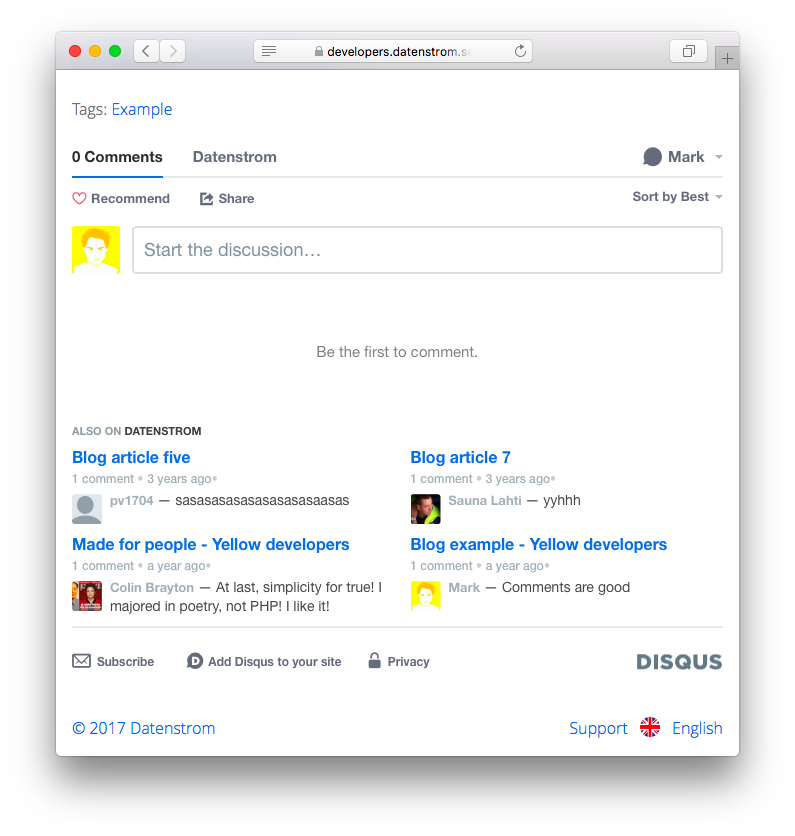 developers.datenstrom.s
Tags: Example
0 Comments Datenstrom Mark
Recommend Share Sort by Best
Start the discussion…
Be the first to comment.
ALSO ON DATENSTROM
Blog article five
1 comment • 3 years ago•
pv1704 — sasasasasasasasasasaasas
Blog article 7
1 comment • 3 years ago•
Sauna Lahti — yyhhh
Made for people - Yellow developers
1 comment • a year ago•
Colin Brayton — At last, simplicity for true! I
majored in poetry, not PHP! I like it!
Blog example - Yellow developers
1 comment • a year ago•
Mark — Comments are good
Subscribe Add Disqus to your site Privacy DISQUS
© 2017 Datenstrom Support English